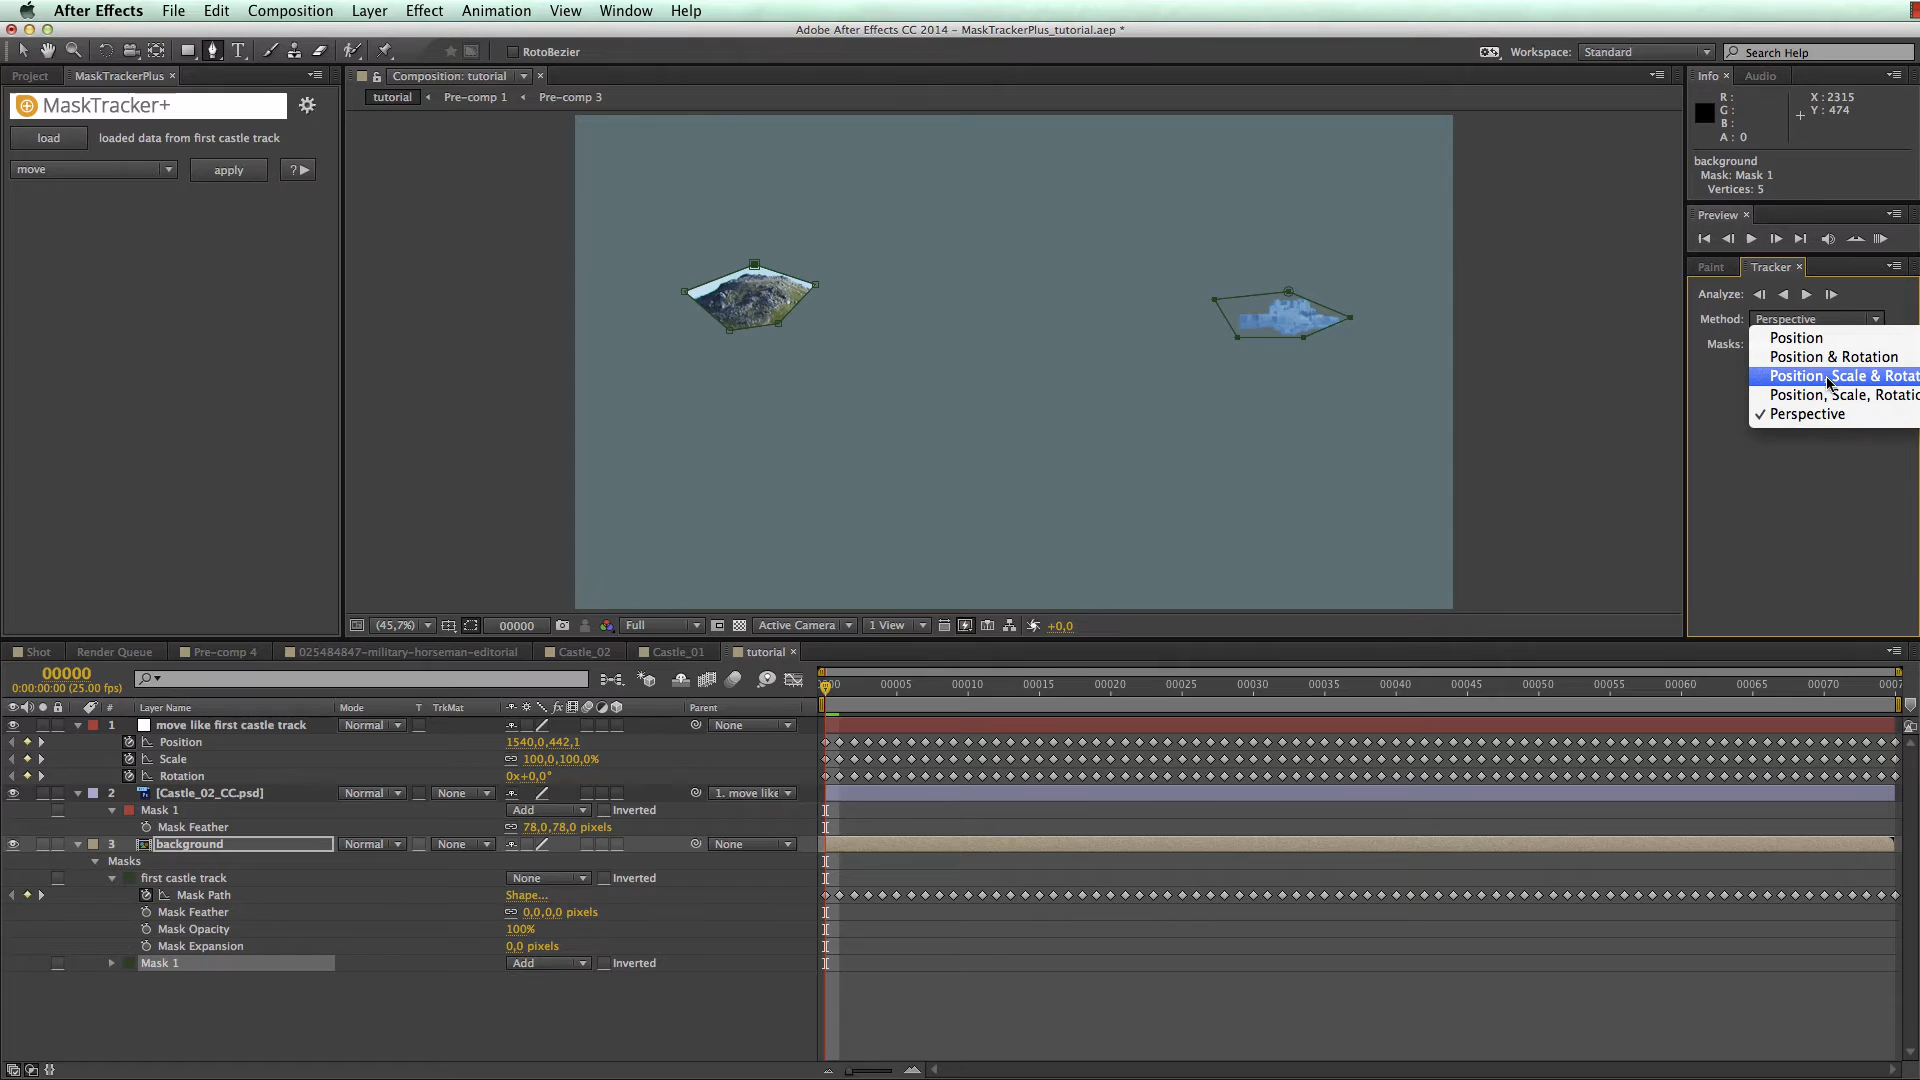 After Effects File Edit Composition Layer Effect Animation View Window Help
Adobe After Effects CC 2014 – MaskTrackerPlus_tutorial.aep *
RotoBezier
Workspace: Standard
Search Help
Project MaskTrackerPlus ×
MaskTracker+
load loaded data from first castle track
move apply ?
Composition: tutorial ×
tutorial Pre-comp 1 Pre-comp 3
Info × Audio
R :
G :
B :
A : 0
X : 2315
Y : 474
background
Mask: Mask 1
Vertices: 5
Preview ×
Paint Tracker ×
Analyze:
Method: Perspective
Masks:
Position
Position & Rotation
Position, Scale & Rotat
Position, Scale, Rotatio
✓ Perspective
(45,7%) 00000 Full Active Camera 1 View +0,0
Shot Render Queue Pre-comp 4 025484847-military-horseman-editorial Castle_02 Castle_01 tutorial ×
00000
0:00:00:00 (25.00 fps)
00005 00010 00015 00020 00025 00030 00035 00040 00045 00050 00055 00060 00065 00070 0007
# Layer Name Mode T TrkMat fx Parent
1 move like first castle track Normal None
Position 1540,0,442,1
Scale 100,0,100,0%
Rotation 0x+0,0°
2 [Castle_02_CC.psd] Normal None 1. move like
Mask 1 Add Inverted
Mask Feather 78,0,78,0 pixels
3 background Normal None None
Masks
first castle track None Inverted
Mask Path Shape...
Mask Feather 0,0,0,0 pixels
Mask Opacity 100%
Mask Expansion 0,0 pixels
Mask 1 Add Inverted